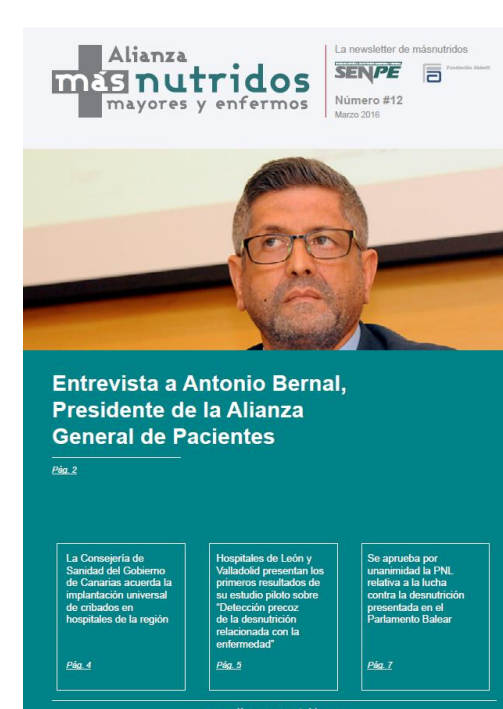 Alianza
más nutridos
mayores y enfermos
La newsletter de másnutridos
SENPE
Fundación Abbott
Número #12
Marzo 2016
Entrevista a Antonio Bernal,
Presidente de la Alianza
General de Pacientes
Pág. 2
La Consejería de
Sanidad del Gobierno
de Canarias acuerda la
implantación universal
de cribados en
hospitales de la región
Pág. 4
Hospitales de León y
Valladolid presentan los
primeros resultados de
su estudio piloto sobre
"Detección precoz
de la desnutrición
relacionada con la
enfermedad"
Pág. 5
Se aprueba por
unanimidad la PNL
relativa a la lucha
contra la desnutrición
presentada en el
Parlamento Balear
Pág. 7